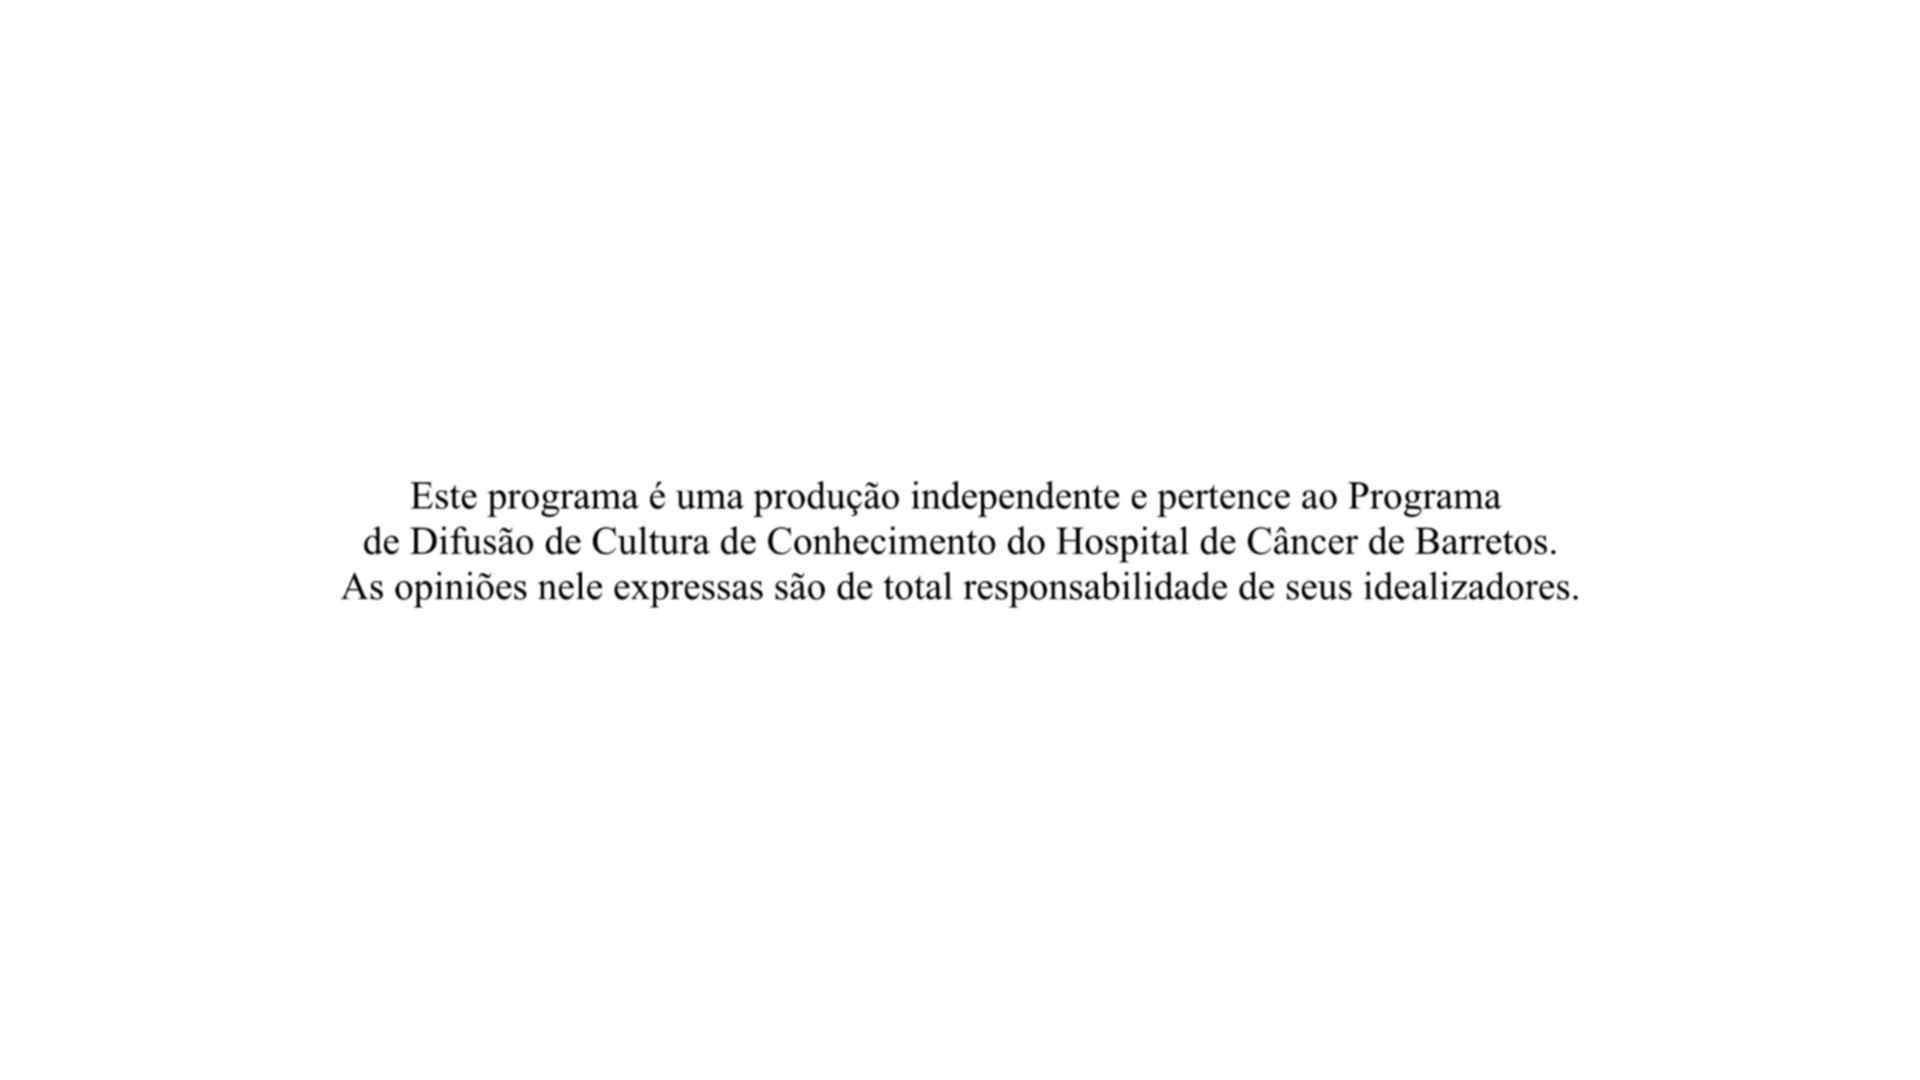 Este programa é uma produção independente e pertence ao Programa
de Difusão de Cultura de Conhecimento do Hospital de Câncer de Barretos.
As opiniões nele expressas são de total responsabilidade de seus idealizadores.